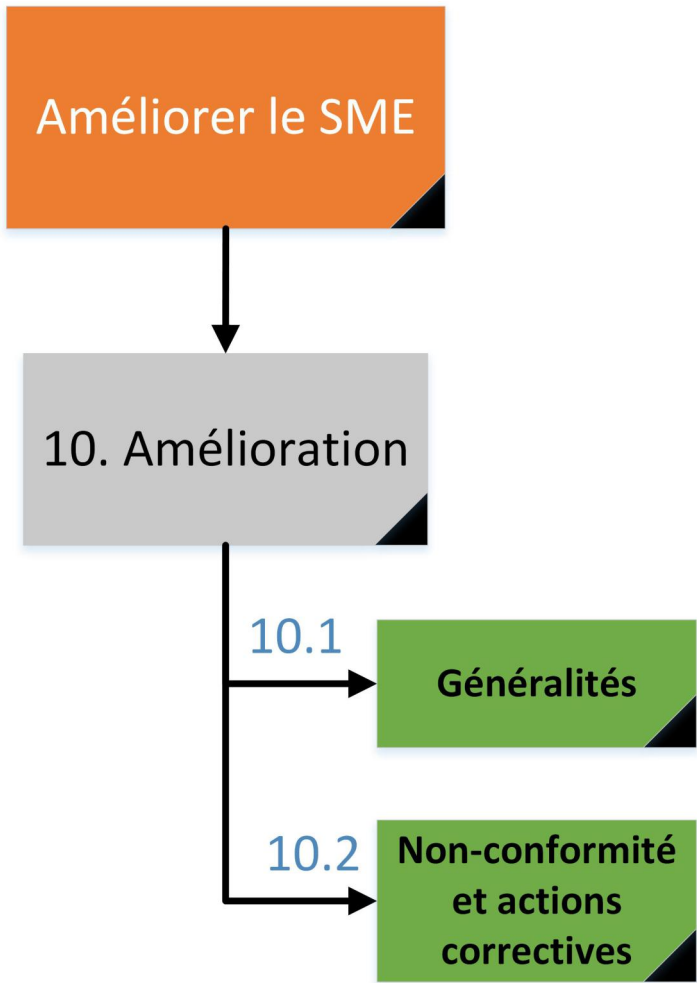 Améliorer le SME
10. Amélioration
10.1
Généralités
10.2
Non-conformité
et actions
correctives